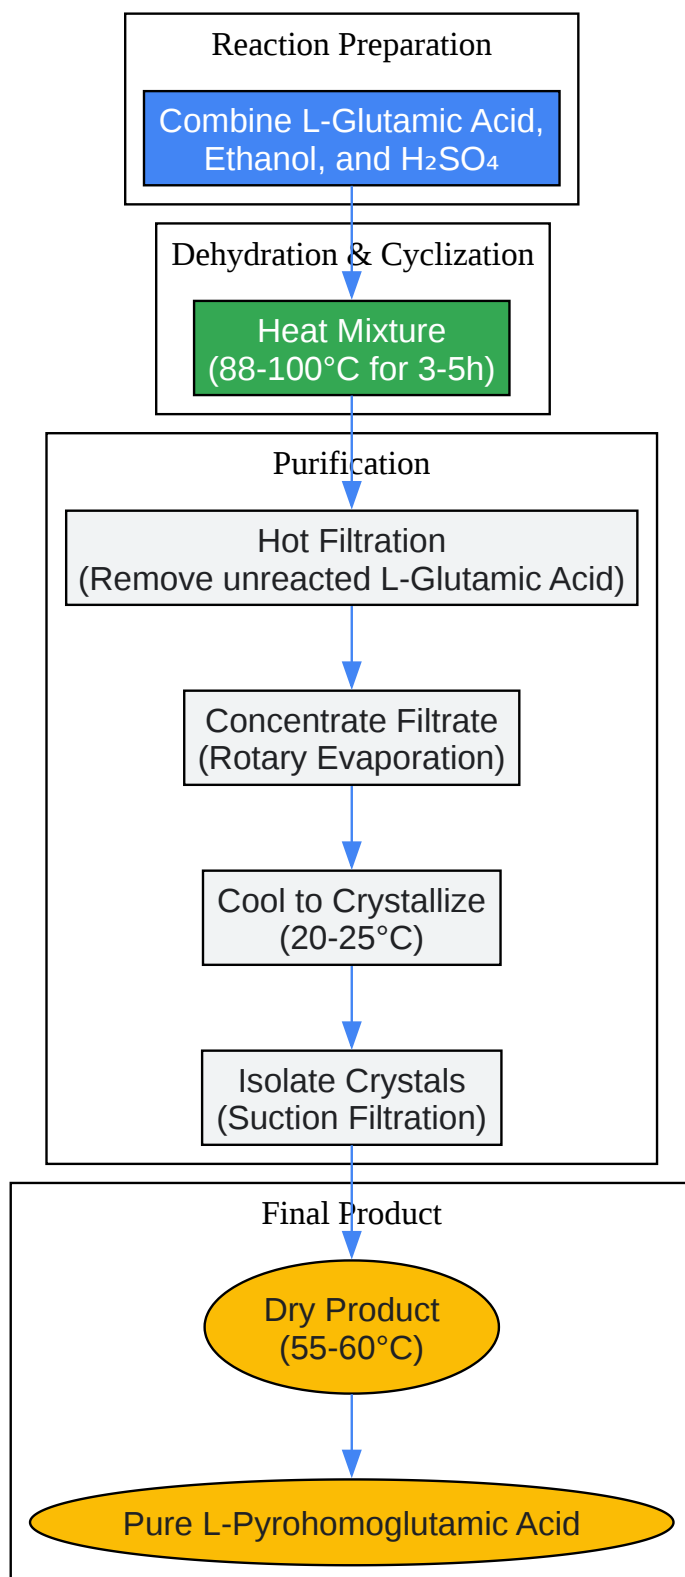 Reaction Preparation
Combine L-Glutamic Acid,
Ethanol, and H₂SO₄
Dehydration & Cyclization
Heat Mixture
(88-100°C for 3-5h)
Purification
Hot Filtration
(Remove unreacted L-Glutamic Acid)
Concentrate Filtrate
(Rotary Evaporation)
Cool to Crystallize
(20-25°C)
Isolate Crystals
(Suction Filtration)
Final Product
Dry Product
(55-60°C)
Pure L-Pyrohomoglutamic Acid